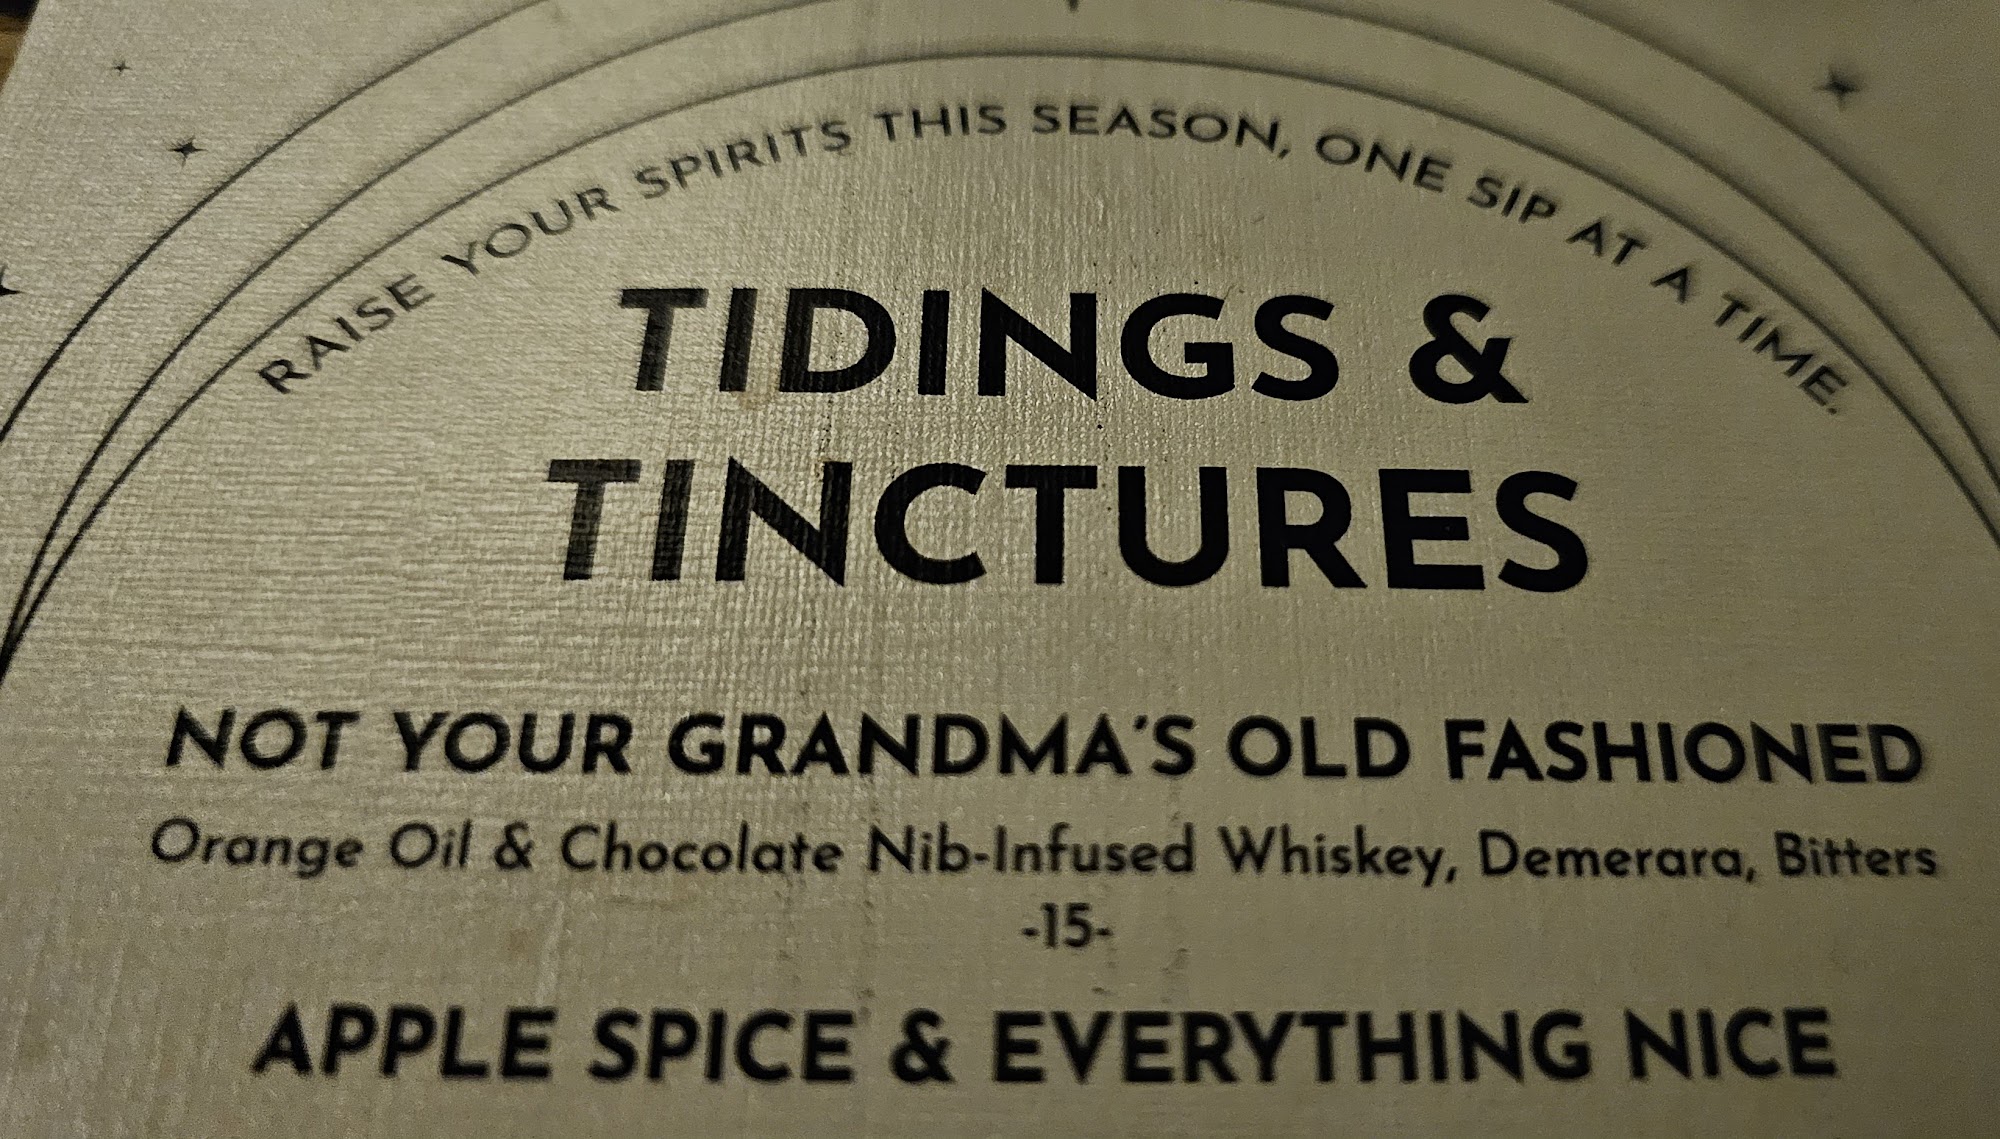 RAISE YOUR SPIRITS THIS SEASON, ONE SIP AT A TIME.
TIDINGS &
TINCTURES
NOT YOUR GRANDMA'S OLD FASHIONED
Orange Oil & Chocolate Nib-Infused Whiskey, Demerara, Bitters
-15-
APPLE SPICE & EVERYTHING NICE